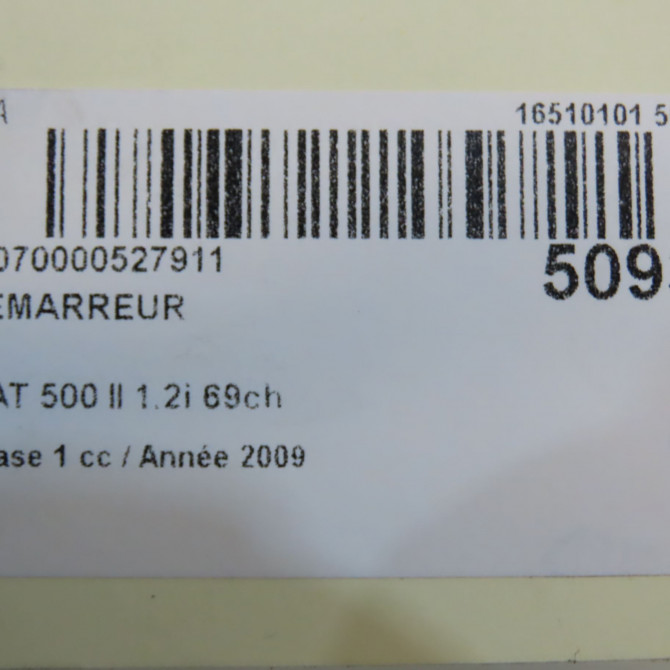 A 16510101 5
070000527911 509
EMARREUR
AT 500 II 1.2i 69ch
ase 1 cc / Année 2009